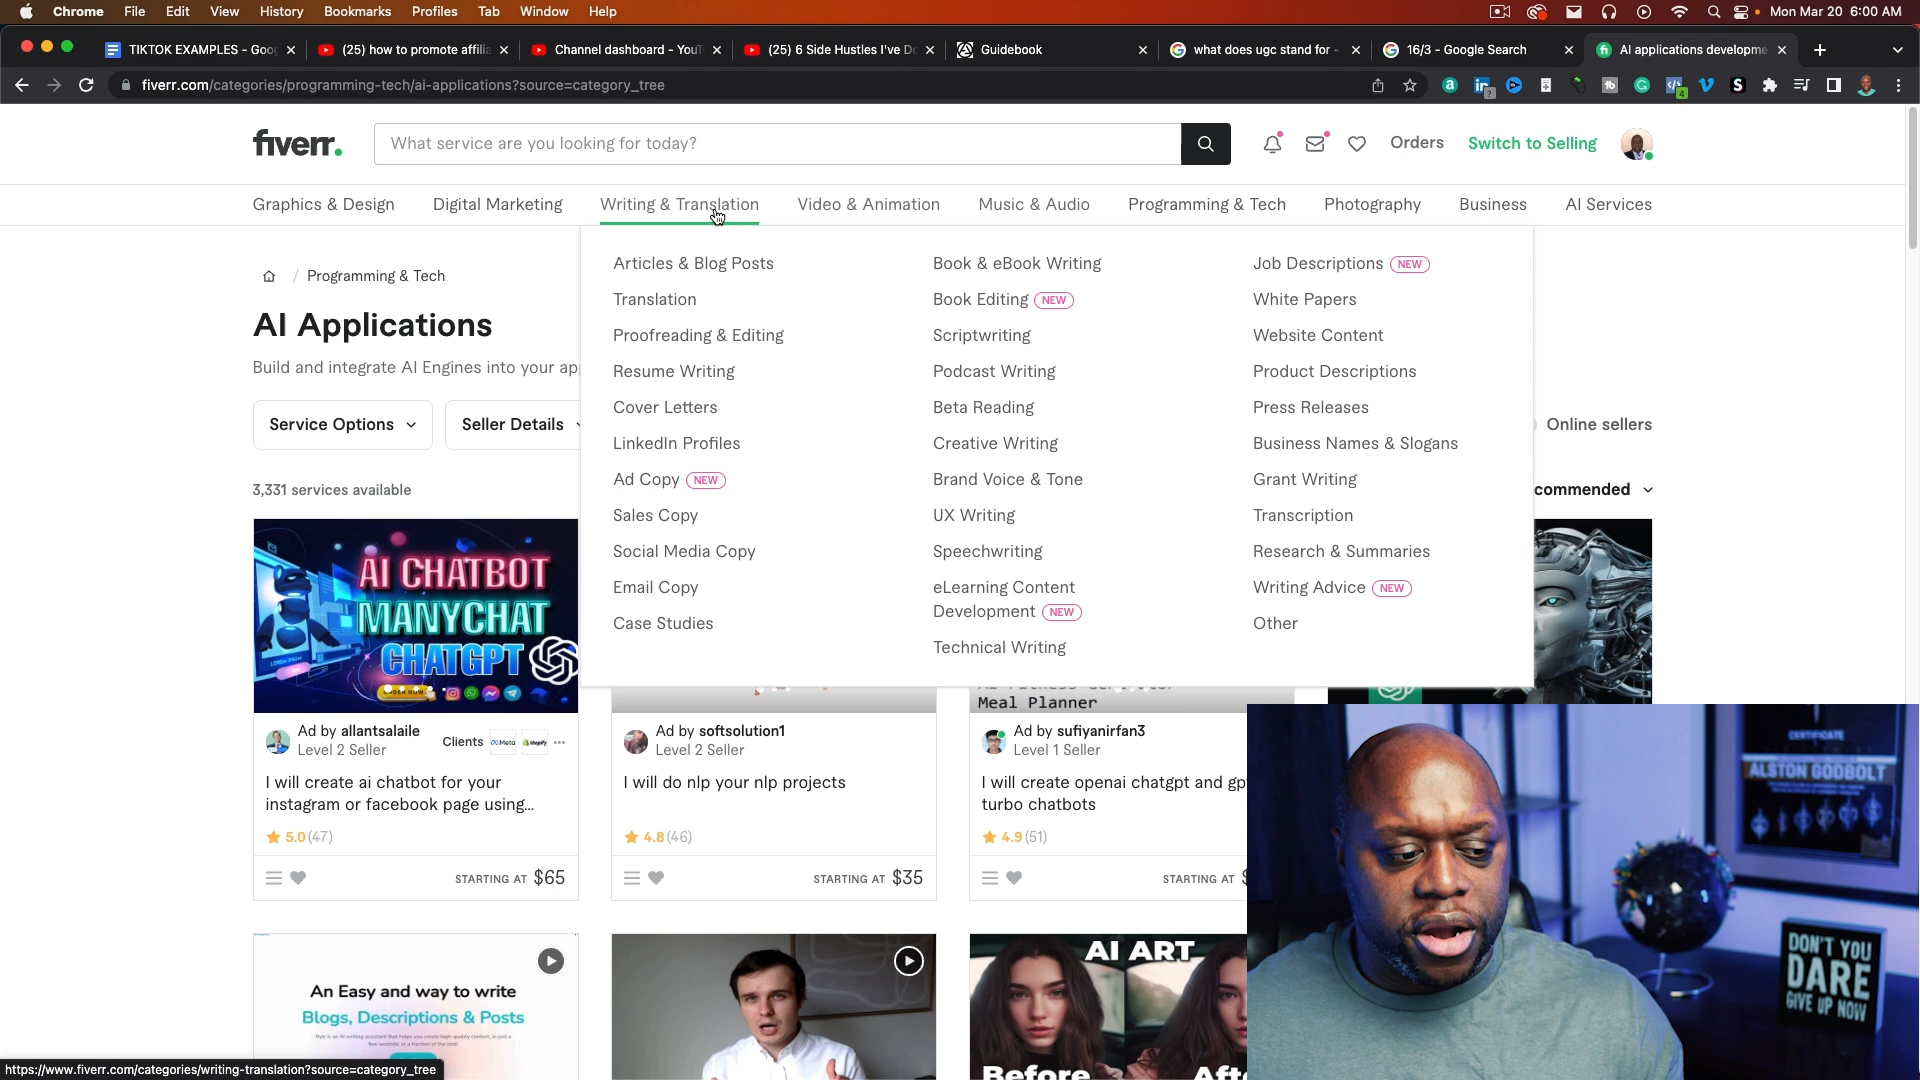 Chrome File Edit View History Bookmarks Profiles Tab Window Help Mon Mar 20 6:00 AM
TIKTOK EXAMPLES - Goo (25) how to promote affilia Channel dashboard - YouT (25) 6 Side Hustles I've Do Guidebook what does ugc stand for - 16/3 - Google Search AI applications developme
fiverr.com/categories/programming-tech/ai-applications?source=category_tree
fiverr. What service are you looking for today? Orders Switch to Selling
Graphics & Design Digital Marketing Writing & Translation Video & Animation Music & Audio Programming & Tech Photography Business AI Services
/ Programming & Tech
AI Applications
Build and integrate AI Engines into your ap
Service Options Seller Details Online sellers
3,331 services available commended
Articles & Blog Posts
Translation
Proofreading & Editing
Resume Writing
Cover Letters
LinkedIn Profiles
Ad Copy NEW
Sales Copy
Social Media Copy
Email Copy
Case Studies
Book & eBook Writing
Book Editing NEW
Scriptwriting
Podcast Writing
Beta Reading
Creative Writing
Brand Voice & Tone
UX Writing
Speechwriting
eLearning Content
Development NEW
Technical Writing
Job Descriptions NEW
White Papers
Website Content
Product Descriptions
Press Releases
Business Names & Slogans
Grant Writing
Transcription
Research & Summaries
Writing Advice NEW
Other
AI CHATBOT
MANYCHAT
CHATGPT
ORDER NOW
Meal Planner
Ad by allantsalaile
Level 2 Seller
Clients Meta shopify
I will create ai chatbot for your
instagram or facebook page using...
5.0 (47)
STARTING AT $65
Ad by softsolution1
Level 2 Seller
I will do nlp your nlp projects
4.8 (46)
STARTING AT $35
Ad by sufiyanirfan3
Level 1 Seller
I will create openai chatgpt and gp
turbo chatbots
4.9 (51)
STARTING AT $
An Easy and way to write
Blogs, Descriptions & Posts
AI ART
Before Aft
CERTIFICATE
ALSTON GODBOLT
DON'T YOU
DARE
GIVE UP NOW
https://www.fiverr.com/categories/writing-translation?source=category_tree